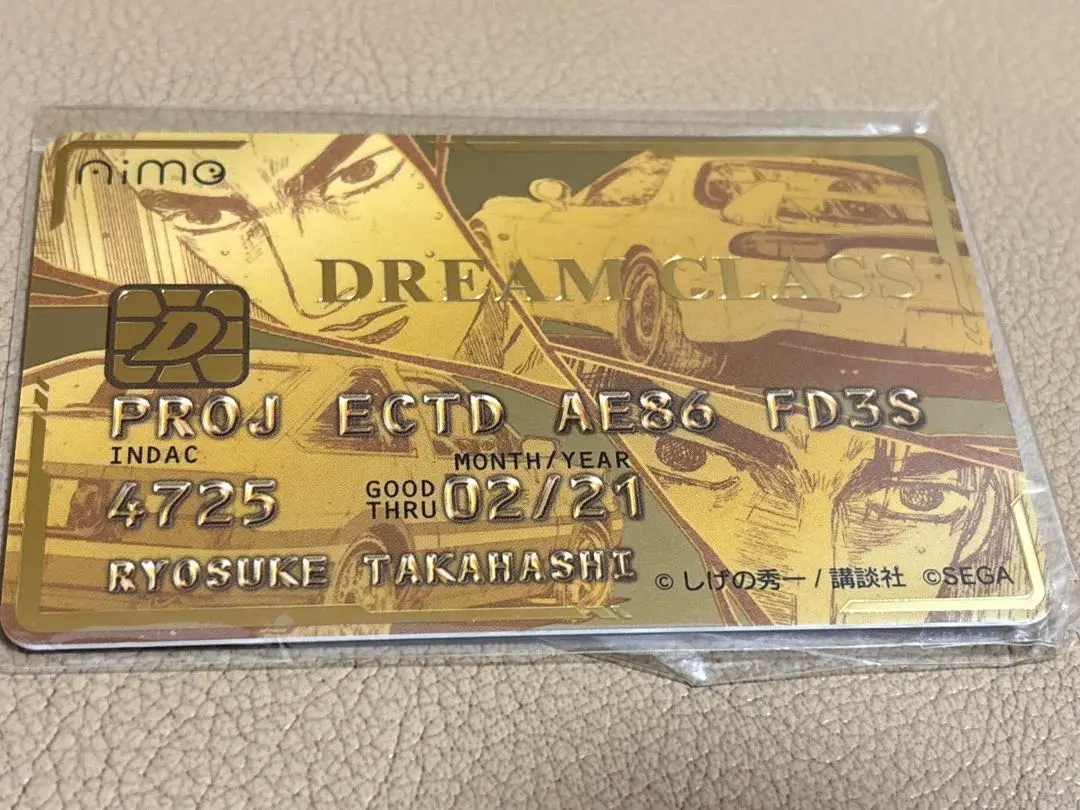 nimo
DREAM CLASS
D
PROJ ECTD AE86 FD3S
INDAC
MONTH/YEAR
4725
GOOD THRU
02/21
RYOSUKE TAKAHASHI
© しげの秀一 / 講談社 ©SEGA